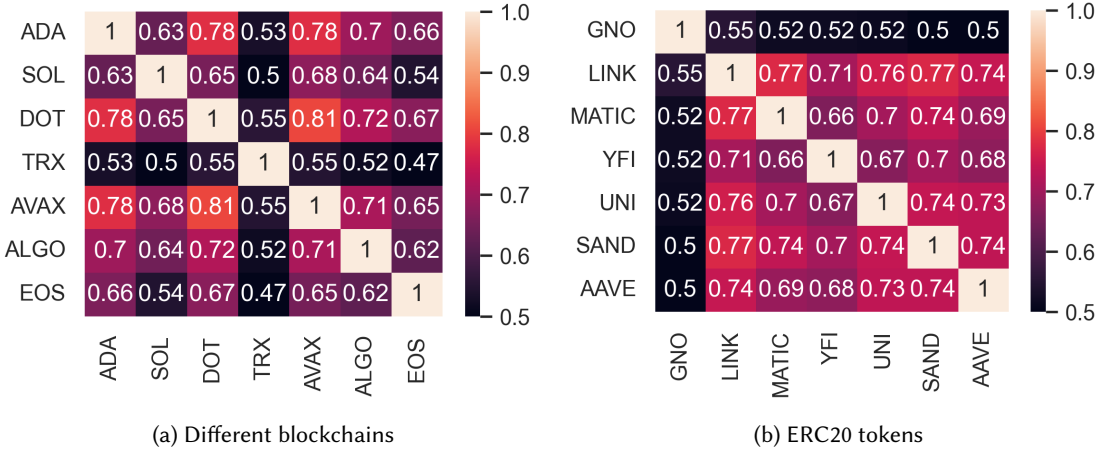 ADA 1 0.63 0.78 0.53 0.78 0.7 0.66
SOL 0.63 1 0.65 0.5 0.68 0.64 0.54
DOT 0.78 0.65 1 0.55 0.81 0.72 0.67
TRX 0.53 0.5 0.55 1 0.55 0.52 0.47
AVAX 0.78 0.68 0.81 0.55 1 0.71 0.65
ALGO 0.7 0.64 0.72 0.52 0.71 1 0.62
EOS 0.66 0.54 0.67 0.47 0.65 0.62 1
ADA SOL DOT TRX AVAX ALGO EOS
1.0
0.9
0.8
0.7
0.6
0.5
(a) Different blockchains
GNO 1 0.55 0.52 0.52 0.52 0.5 0.5
LINK 0.55 1 0.77 0.71 0.76 0.77 0.74
MATIC 0.52 0.77 1 0.66 0.7 0.74 0.69
YFI 0.52 0.71 0.66 1 0.67 0.7 0.68
UNI 0.52 0.76 0.7 0.67 1 0.74 0.73
SAND 0.5 0.77 0.74 0.7 0.74 1 0.74
AAVE 0.5 0.74 0.69 0.68 0.73 0.74 1
GNO LINK MATIC YFI UNI SAND AAVE
1.0
0.9
0.8
0.7
0.6
0.5
(b) ERC20 tokens